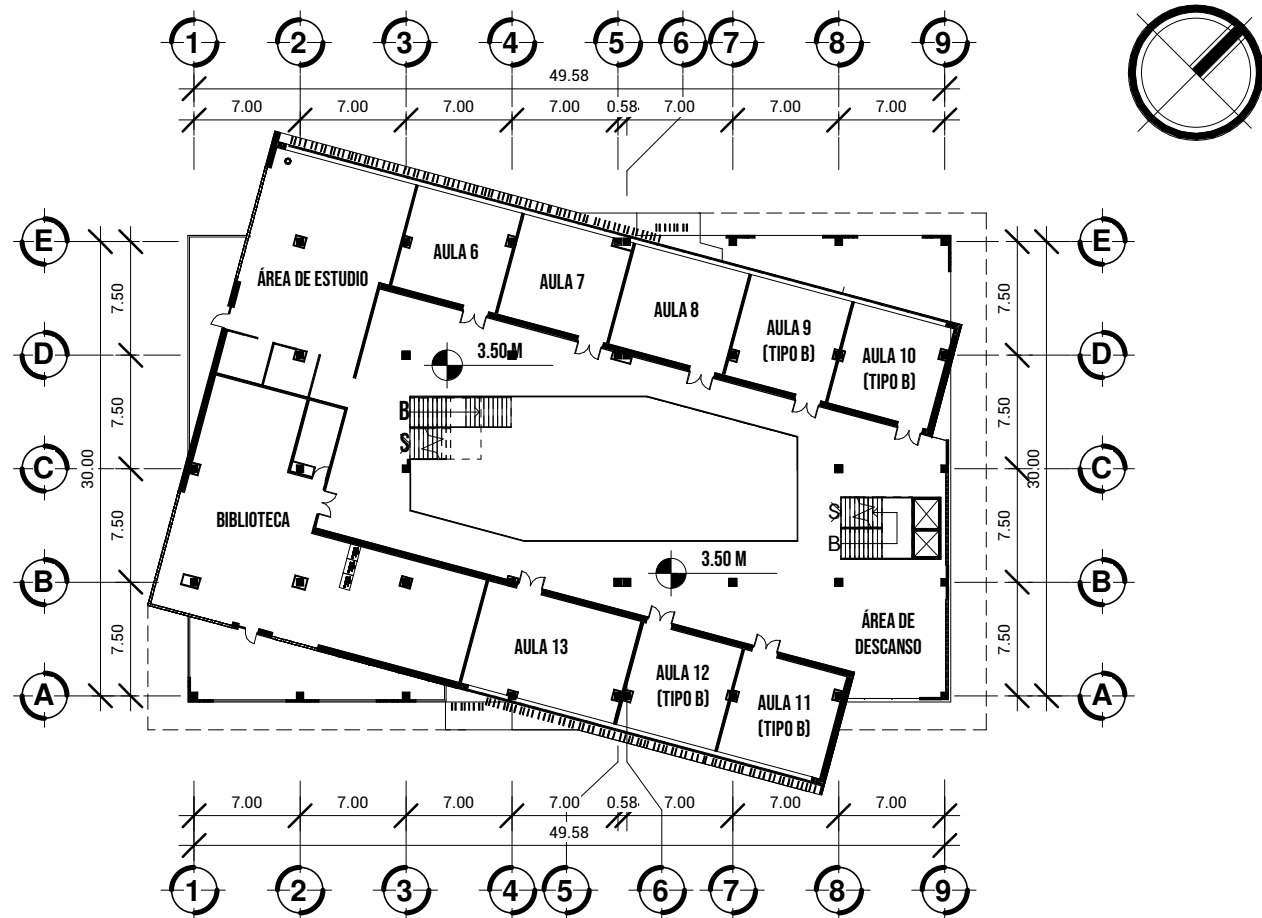 1 2 3 4 5 6 7 8 9
49.58
7.00 7.00 7.00 7.00 0.58 7.00 7.00 7.00
E E
D D
C C
B B
A A
7.50 7.50
7.50 7.50
7.50 7.50
7.50 7.50
30.00 30.00
ÁREA DE ESTUDIO
AULA 6
AULA 7
AULA 8
AULA 9
(TIPO B)
AULA 10
(TIPO B)
3.50 M
B
S
BIBLIOTECA
S
B
3.50 M
ÁREA DE
DESCANSO
AULA 13
AULA 12
(TIPO B)
AULA 11
(TIPO B)
7.00 7.00 7.00 7.00 0.58 7.00 7.00 7.00
49.58
1 2 3 4 5 6 7 8 9